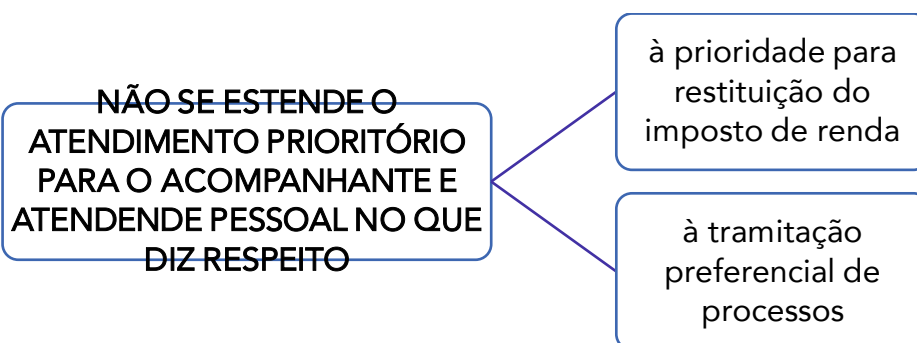 NÃO SE ESTENDE O
ATENDIMENTO PRIORITÓRIO
PARA O ACOMPANHANTE E
ATENDENDE PESSOAL NO QUE
DIZ RESPEITO
à prioridade para
restituição do
imposto de renda
à tramitação
preferencial de
processos